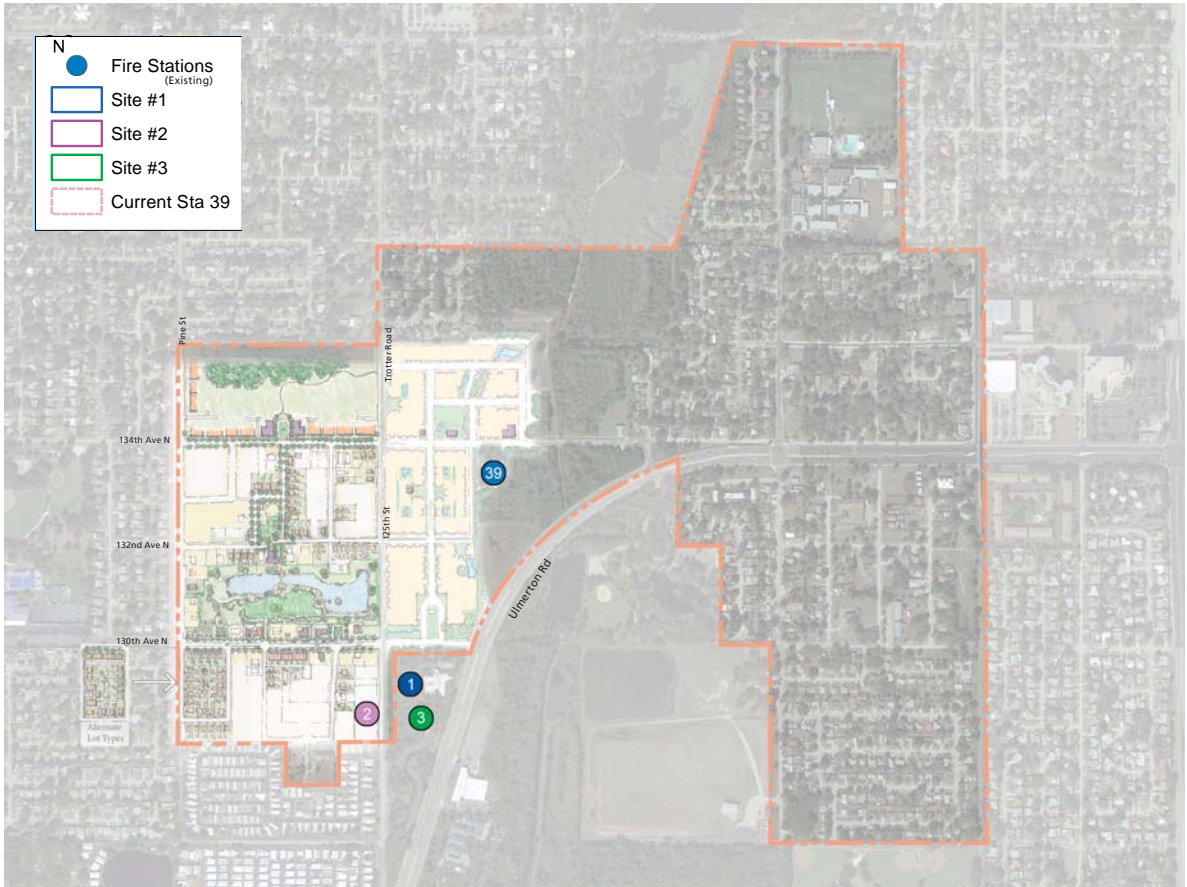 N
Fire Stations
(Existing)
Site #1
Site #2
Site #3
Current Sta 39
Pine St
Trotter Road
134th Ave N
39
125th St
132nd Ave N
Ulmerton Rd
130th Ave N
1
2
3
Alternate
Lot Types